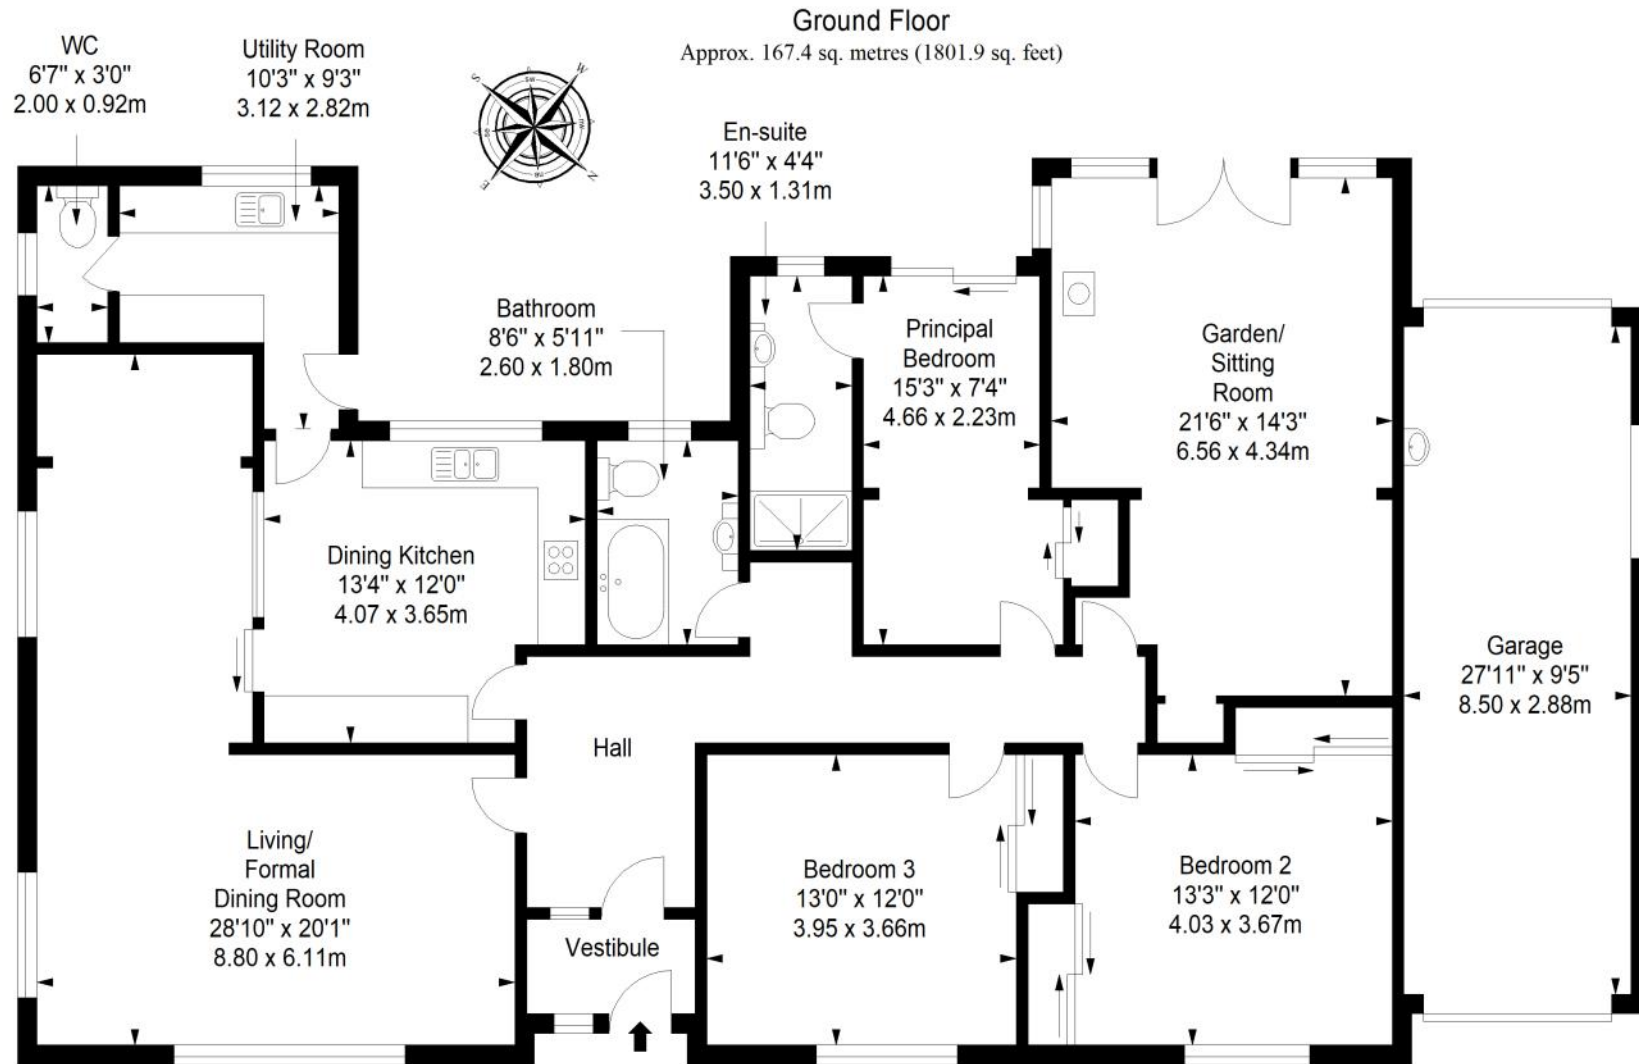 Ground Floor
Approx. 167.4 sq. metres (1801.9 sq. feet)
WC
6'7" x 3'0"
2.00 x 0.92m
Utility Room
10'3" x 9'3"
3.12 x 2.82m
S
W
E
N
En-suite
11'6" x 4'4"
3.50 x 1.31m
Bathroom
8'6" x 5'11"
2.60 x 1.80m
Principal
Bedroom
15'3" x 7'4"
4.66 x 2.23m
Garden/
Sitting
Room
21'6" x 14'3"
6.56 x 4.34m
Dining Kitchen
13'4" x 12'0"
4.07 x 3.65m
Garage
27'11" x 9'5"
8.50 x 2.88m
Hall
Living/
Formal
Dining Room
28'10" x 20'1"
8.80 x 6.11m
Vestibule
Bedroom 3
13'0" x 12'0"
3.95 x 3.66m
Bedroom 2
13'3" x 12'0"
4.03 x 3.67m